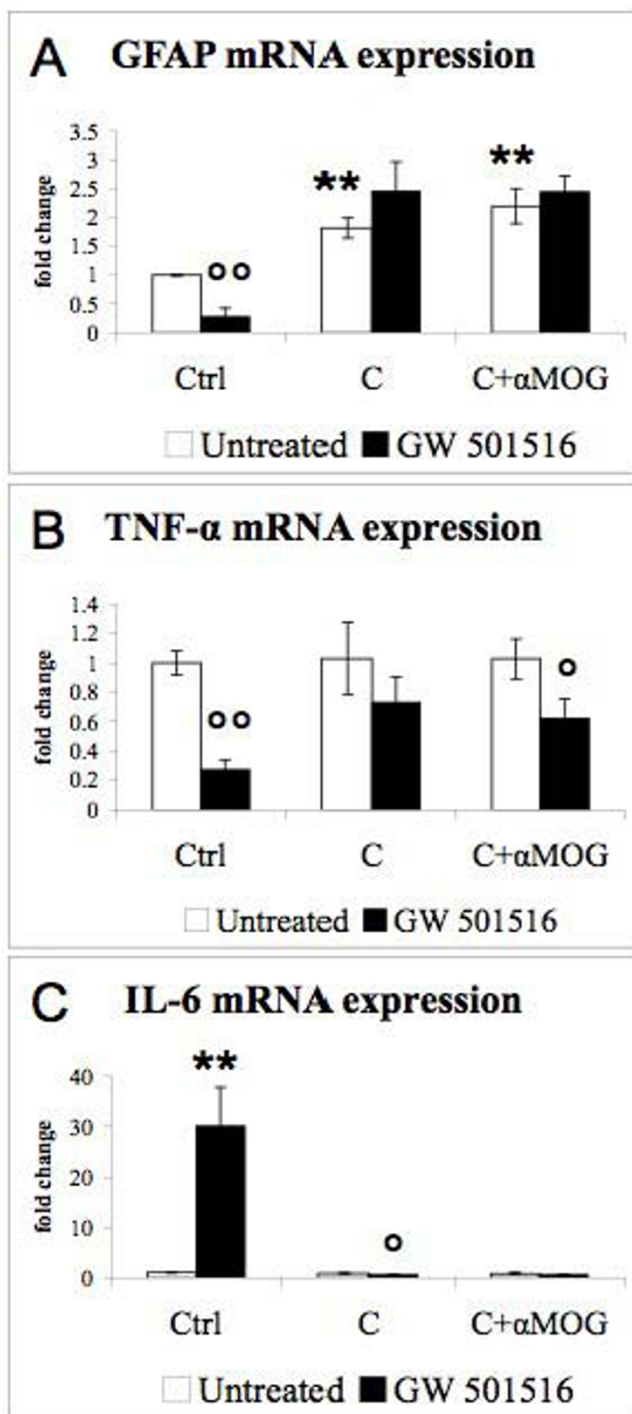 A GFAP mRNA expression
fold change
3.5
3
2.5
2
1.5
1
0.5
0
** **
°°
Ctrl C C+αMOG
Untreated GW 501516
B TNF-α mRNA expression
fold change
1.4
1.2
1
0.8
0.6
0.4
0.2
0
°
°°
Ctrl C C+αMOG
Untreated GW 501516
C IL-6 mRNA expression
fold change
40
30
20
10
0
**
°
Ctrl C C+αMOG
Untreated GW 501516